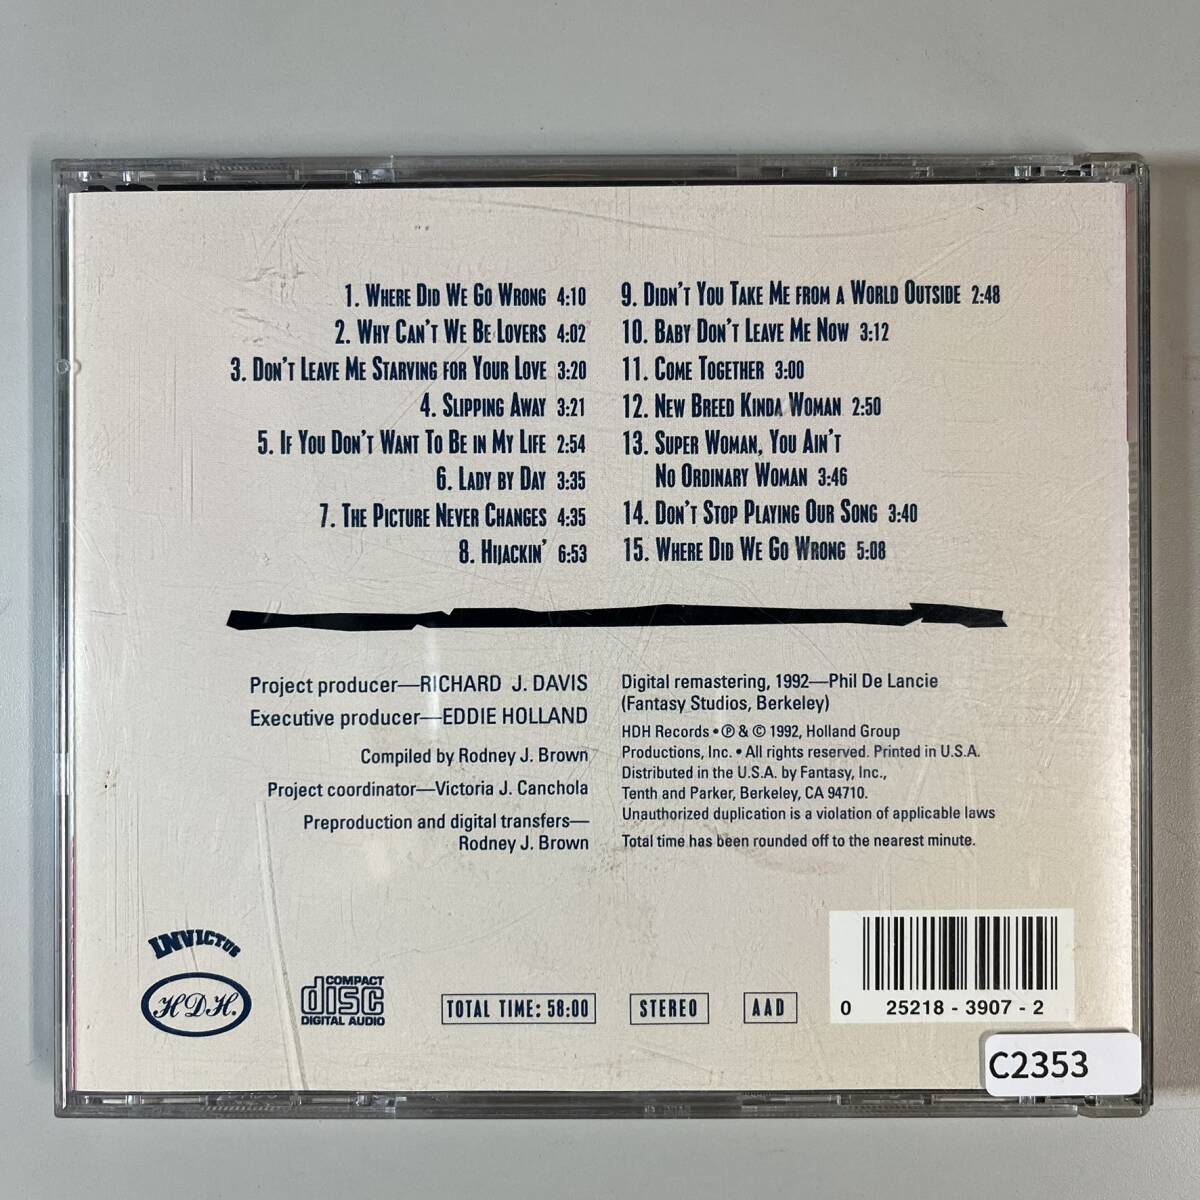 1. WHERE DID WE GO WRONG 4:10
2. WHY CAN'T WE BE LOVERS 4:02
3. DON'T LEAVE ME STARVING FOR YOUR LOVE 3:20
4. SLIPPING AWAY 3:21
5. IF YOU DON'T WANT TO BE IN MY LIFE 2:54
6. LADY BY DAY 3:35
7. THE PICTURE NEVER CHANGES 4:35
8. HIJACKIN' 6:53
9. DIDN'T YOU TAKE ME FROM A WORLD OUTSIDE 2:48
10. BABY DON'T LEAVE ME NOW 3:12
11. COME TOGETHER 3:00
12. NEW BREED KINDA WOMAN 2:50
13. SUPER WOMAN, YOU AIN'T
NO ORDINARY WOMAN 3:46
14. DON'T STOP PLAYING OUR SONG 3:40
15. WHERE DID WE GO WRONG 5:08
Project producer—RICHARD J. DAVIS
Executive producer—EDDIE HOLLAND
Compiled by Rodney J. Brown
Project coordinator—Victoria J. Canchola
Preproduction and digital transfers—
Rodney J. Brown
Digital remastering, 1992—Phil De Lancie
(Fantasy Studios, Berkeley)
HDH Records • ℗ & © 1992, Holland Group
Productions, Inc. • All rights reserved. Printed in U.S.A.
Distributed in the U.S.A. by Fantasy, Inc.,
Tenth and Parker, Berkeley, CA 94710.
Unauthorized duplication is a violation of applicable laws
Total time has been rounded off to the nearest minute.
INVICTUS
HDH.
COMPACT
disc
DIGITAL AUDIO
TOTAL TIME: 58:00
STEREO
AAD
0 25218 - 3907 - 2
C2353